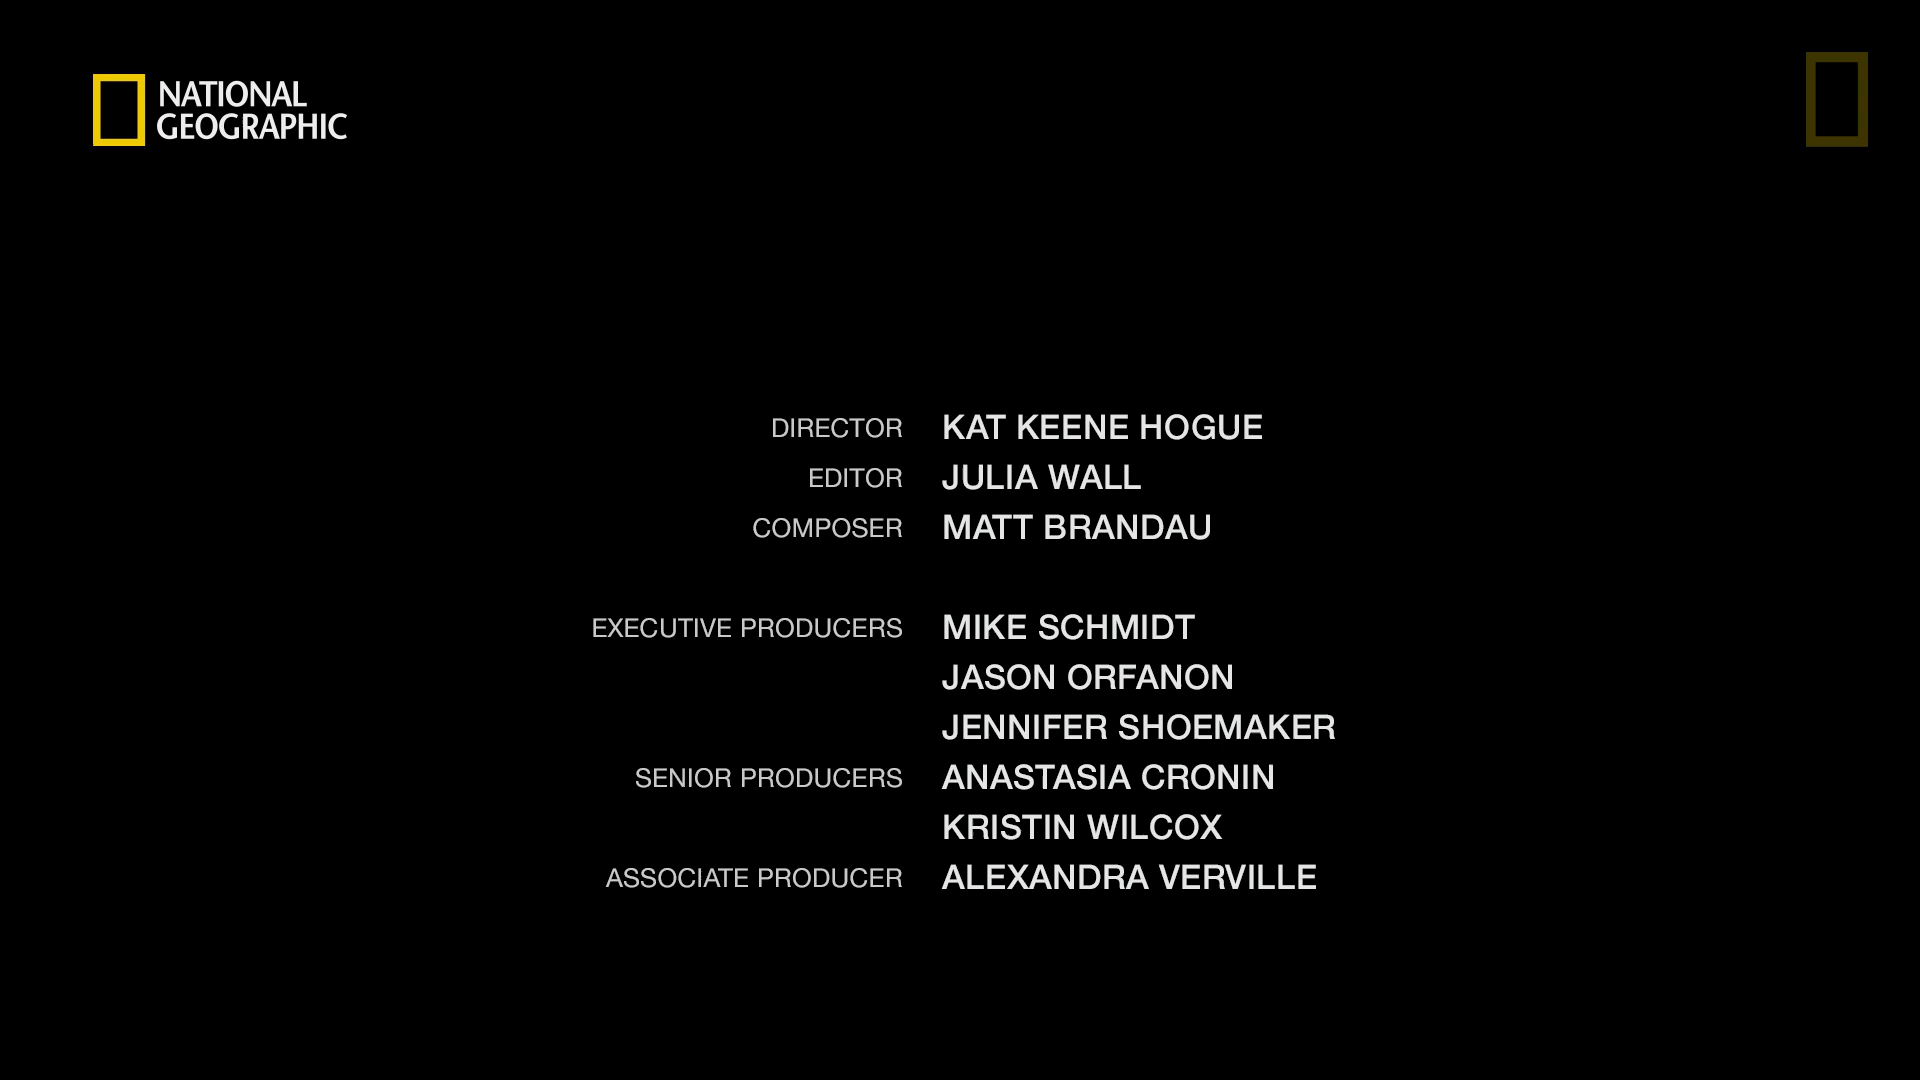 NATIONAL
GEOGRAPHIC
DIRECTOR KAT KEENE HOGUE
EDITOR JULIA WALL
COMPOSER MATT BRANDAU
EXECUTIVE PRODUCERS MIKE SCHMIDT
JASON ORFANON
JENNIFER SHOEMAKER
SENIOR PRODUCERS ANASTASIA CRONIN
KRISTIN WILCOX
ASSOCIATE PRODUCER ALEXANDRA VERVILLE